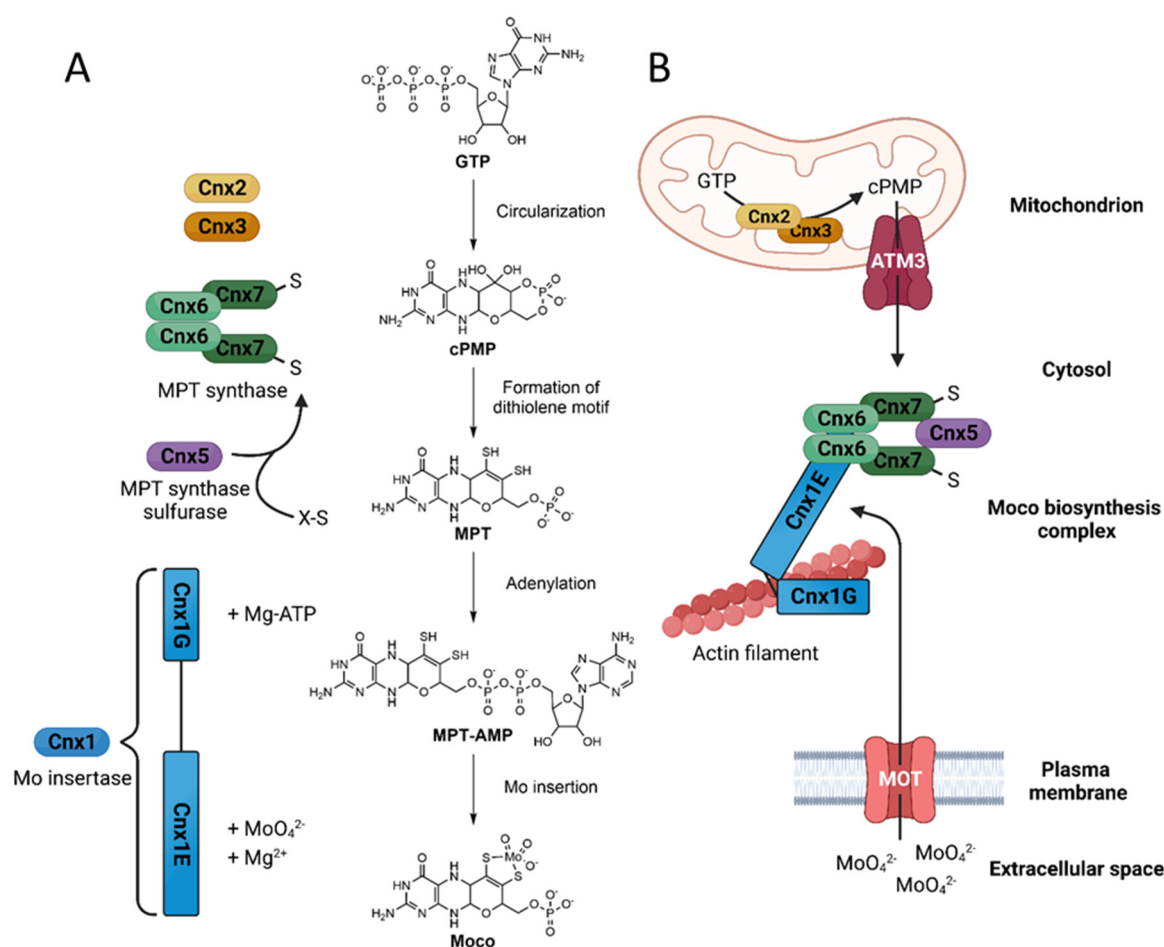 A
GTP
Circularization
Cnx2
Cnx3
cPMP
Cnx6
Cnx7
S
Cnx6
Cnx7
S
MPT synthase
Formation of
dithiolene motif
Cnx5
MPT synthase
sulfurase
X-S
MPT
Adenylation
Cnx1G
+ Mg-ATP
MPT-AMP
Cnx1
Mo insertase
Mo insertion
Cnx1E
+ MoO₄²⁻
+ Mg²⁺
Moco
B
GTP
cPMP
Cnx2
Cnx3
Mitochondrion
ATM3
Cytosol
Cnx6
Cnx7
S
Cnx5
Cnx6
Cnx7
S
Cnx1E
Moco biosynthesis
complex
Cnx1G
Actin filament
MOT
Plasma
membrane
MoO₄²⁻
MoO₄²⁻
MoO₄²⁻
Extracellular space